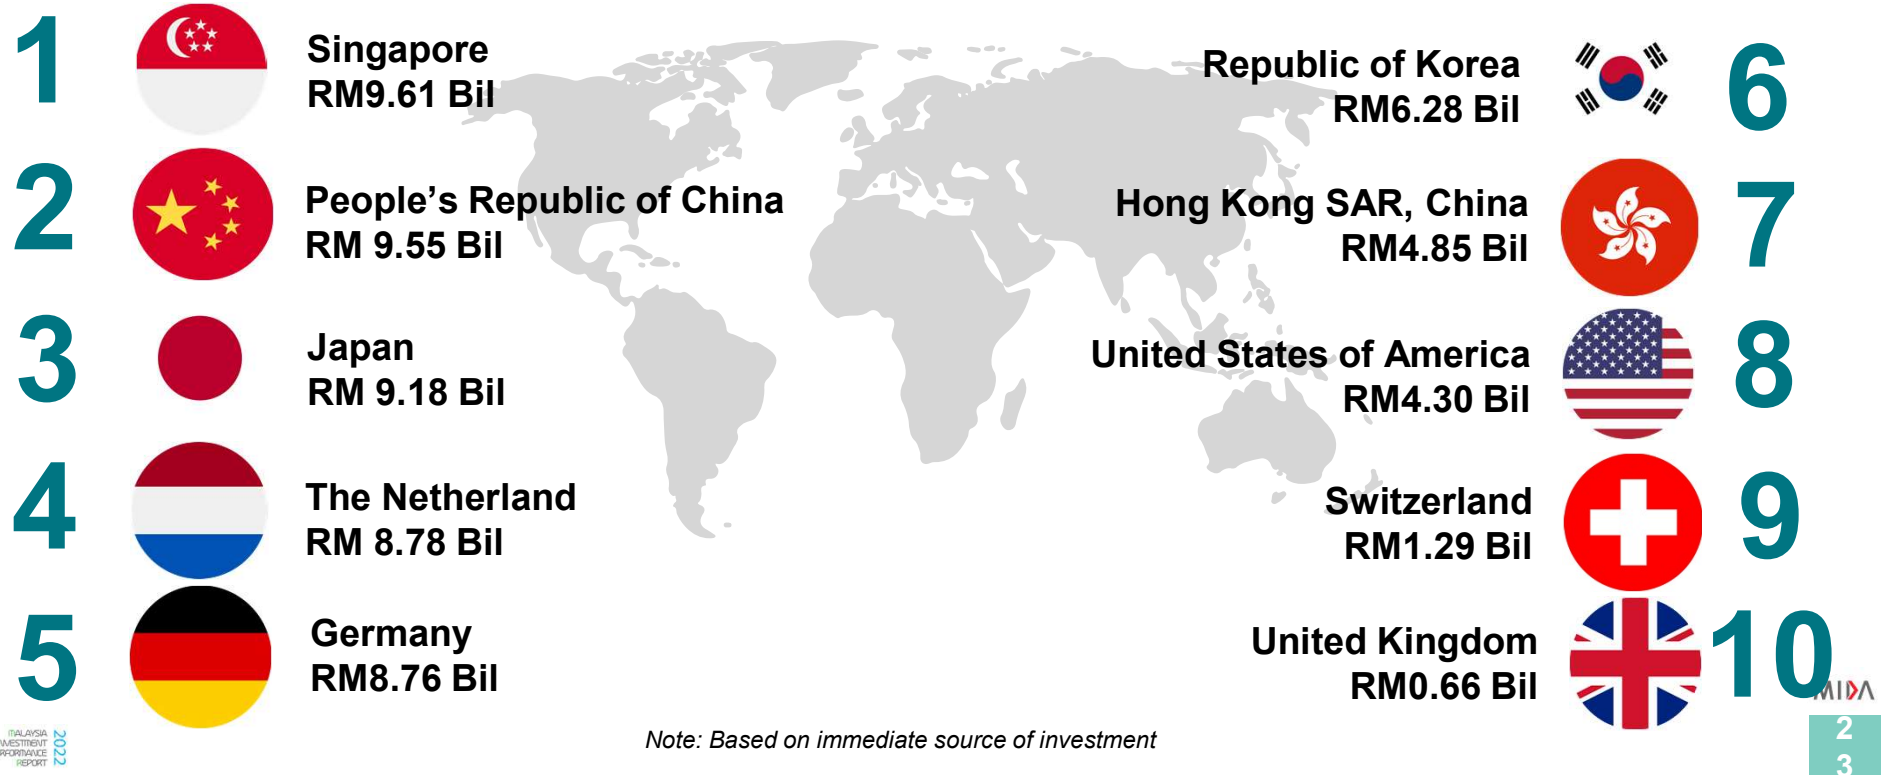 1
Singapore
RM9.61 Bil
2
People’s Republic of China
RM 9.55 Bil
3
Japan
RM 9.18 Bil
4
The Netherland
RM 8.78 Bil
5
Germany
RM8.76 Bil
Republic of Korea
RM6.28 Bil
6
Hong Kong SAR, China
RM4.85 Bil
7
United States of America
RM4.30 Bil
8
Switzerland
RM1.29 Bil
9
United Kingdom
RM0.66 Bil
10
MIDA
MALAYSIA
NVESTMENT
RFORMANCE
REPORT
2022
Note: Based on immediate source of investment
2
3